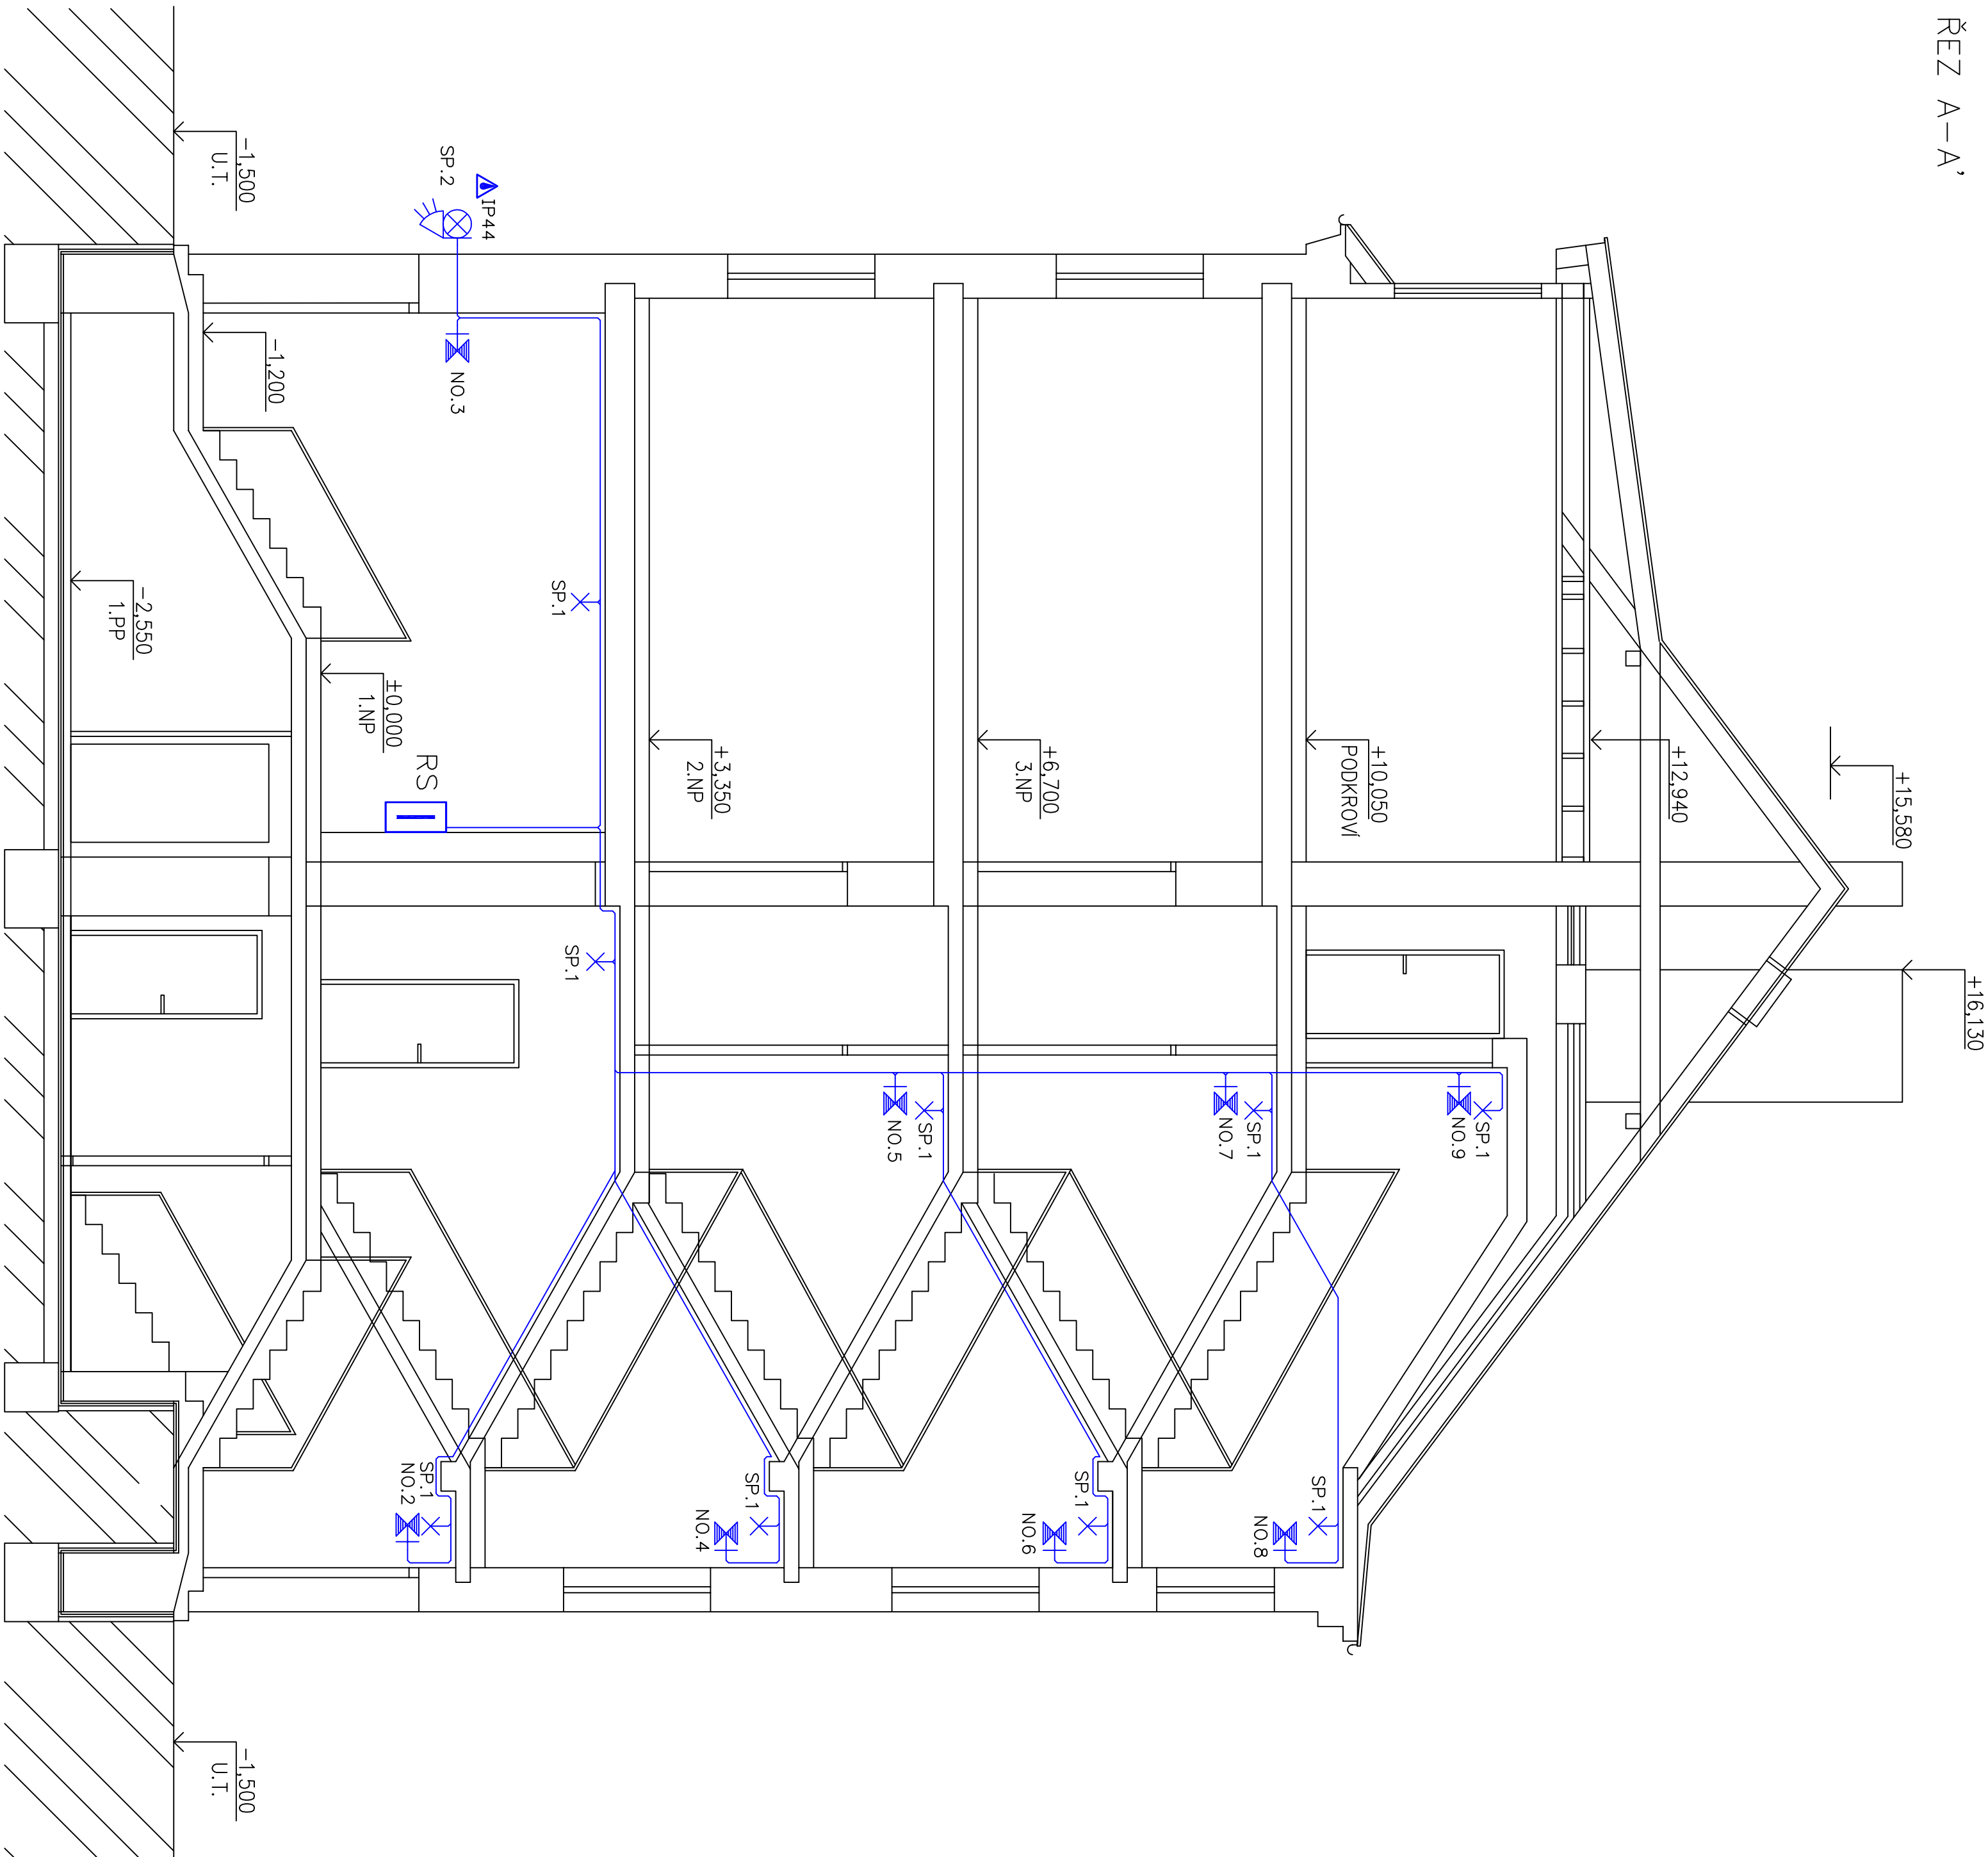 ŘEZ A-A'
+16,130
+15,580
+12,940
+10,050
PODKROVÍ
SP.1
NO.9
SP.1
SP.1
NO.7
NO.8
+6,700
3.NP
SP.1
SP.1
NO.5
NO.6
+3,350
2.NP
SP.1
NO.4
SP.1
SP.1
IP44
SP.2
NO.3
RS
SP.1
NO.2
±0,000
1.NP
-1,200
-1,500
U.T.
-1,500
U.T.
-2,550
1.PP